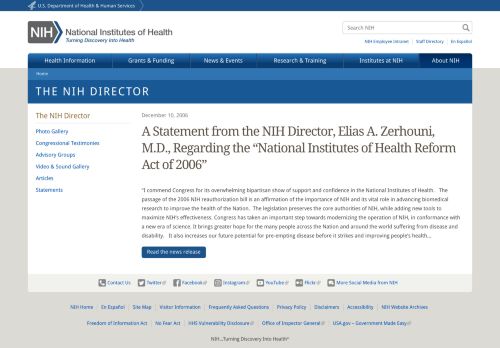 U.S. Department of Health & Human Services
NIH National Institutes of Health
Turning Discovery Into Health
Search NIH
NIH Employee Intranet Staff Directory En Español
Health Information Grants & Funding News & Events Research & Training Institutes at NIH About NIH
Home
THE NIH DIRECTOR
The NIH Director
Photo Gallery
Congressional Testimonies
Advisory Groups
Video & Sound Gallery
Articles
Statements
December 10, 2006
A Statement from the NIH Director, Elias A. Zerhouni,
M.D., Regarding the “National Institutes of Health Reform
Act of 2006”
“I commend Congress for its overwhelming bipartisan show of support and confidence in the National Institutes of Health. The
passage of the 2006 NIH reauthorization bill is an affirmation of the importance of NIH and its vital role in advancing biomedical
research to improve the health of the Nation. The legislation preserves the core authorities of NIH, while adding new tools to
maximize NIH's effectiveness. Congress has taken an important step towards modernizing the operation of NIH, in conformance with
a new era of science. It brings greater hope for the many people across the Nation and around the world suffering from disease and
disability. It also increases our future potential for pre-empting disease before it strikes and improving people's health...
Read the news release
Contact Us Twitter Facebook Instagram YouTube Flickr More Social Media from NIH
NIH Home En Español Site Map Visitor Information Frequently Asked Questions Privacy Policy Disclaimers Accessibility NIH Website Archives
Freedom of Information Act No Fear Act HHS Vulnerability Disclosure Office of Inspector General USA.gov – Government Made Easy
NIH...Turning Discovery Into Health®